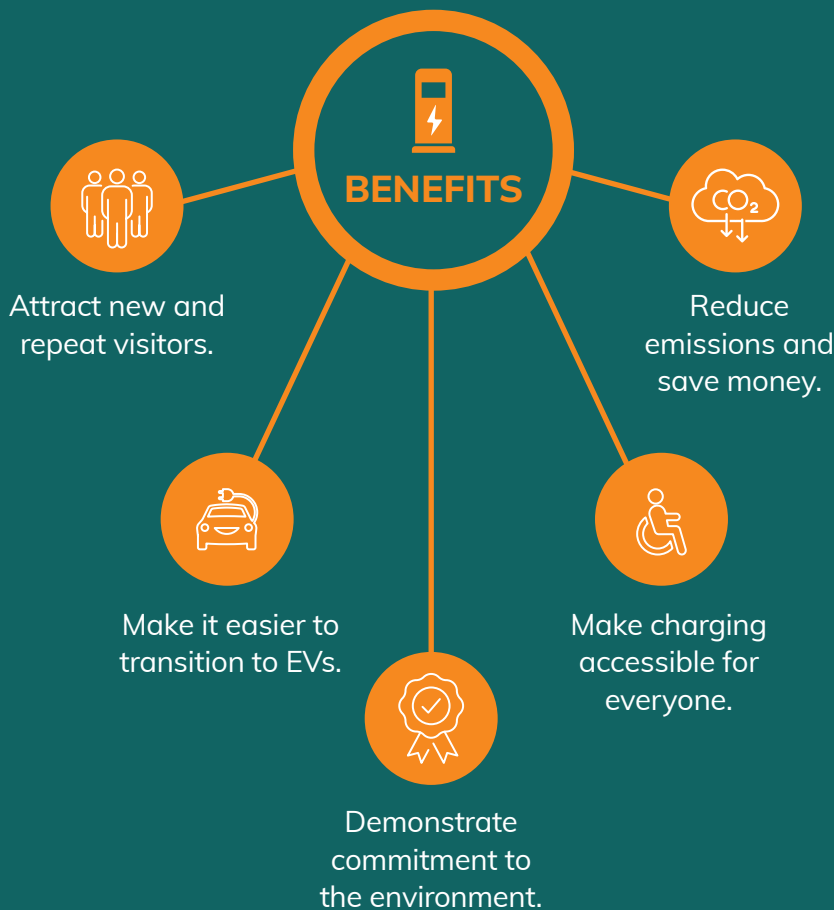 BENEFITS
CO₂
Attract new and
repeat visitors.
Reduce
emissions and
save money.
Make it easier to
transition to EVs.
Make charging
accessible for
everyone.
Demonstrate
commitment to
the environment.